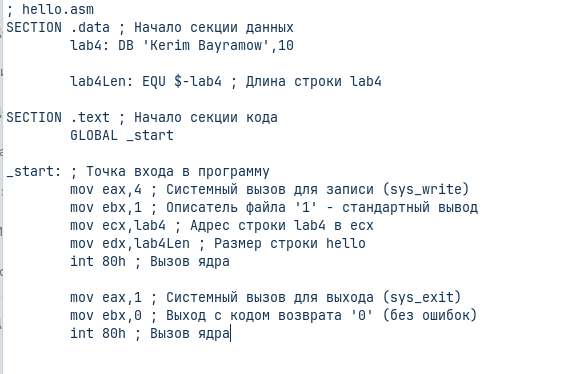 ; hello.asm
SECTION .data ; Начало секции данных
lab4: DB 'Kerim Bayramow',10
lab4Len: EQU $-lab4 ; Длина строки lab4
SECTION .text ; Начало секции кода
GLOBAL _start
_start: ; Точка входа в программу
mov eax,4 ; Системный вызов для записи (sys_write)
mov ebx,1 ; Описатель файла '1' - стандартный вывод
mov ecx,lab4 ; Адрес строки lab4 в ecx
mov edx,lab4Len ; Размер строки hello
int 80h ; Вызов ядра
mov eax,1 ; Системный вызов для выхода (sys_exit)
mov ebx,0 ; Выход с кодом возврата '0' (без ошибок)
int 80h ; Вызов ядра